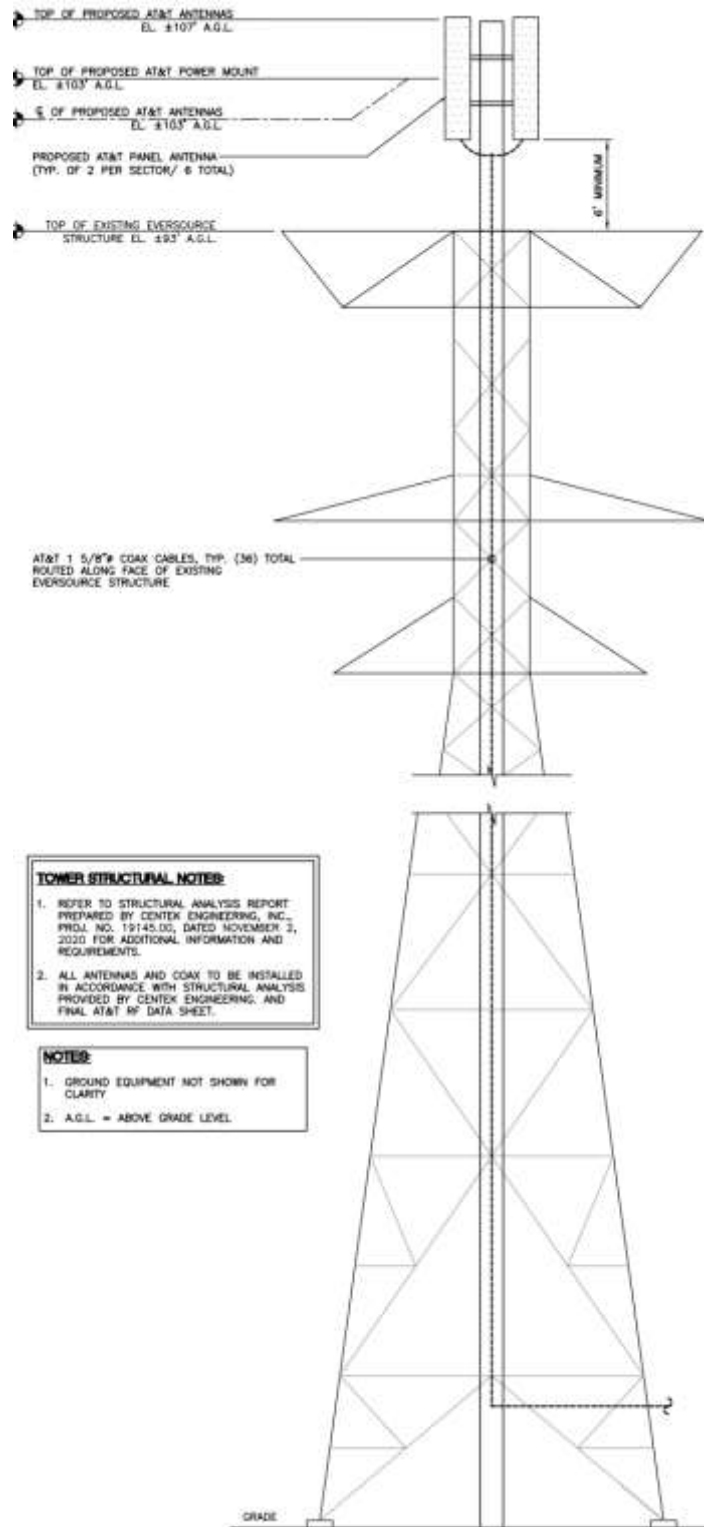 TOP OF PROPOSED AT&T ANTENNAS
EL. ±107' A.G.L.
TOP OF PROPOSED AT&T POWER MOUNT
EL. ±103' A.G.L.
℄ OF PROPOSED AT&T ANTENNAS
EL. ±103' A.G.L.
PROPOSED AT&T PANEL ANTENNA
(TYP. OF 2 PER SECTOR/ 6 TOTAL)
6' MINIMUM
TOP OF EXISTING EVERSOURCE
STRUCTURE EL. ±93' A.G.L.
AT&T 1 5/8"ø COAX CABLES, TYP. (36) TOTAL
ROUTED ALONG FACE OF EXISTING
EVERSOURCE STRUCTURE
TOWER STRUCTURAL NOTES:
1. REFER TO STRUCTURAL ANALYSIS REPORT
PREPARED BY CENTEK ENGINEERING, INC.,
PROJ. NO. 19145.00, DATED NOVEMBER 2,
2020 FOR ADDITIONAL INFORMATION AND
REQUIREMENTS.
2. ALL ANTENNAS AND COAX TO BE INSTALLED
IN ACCORDANCE WITH STRUCTURAL ANALYSIS
PROVIDED BY CENTEK ENGINEERING. AND
FINAL AT&T RF DATA SHEET.
NOTES:
1. GROUND EQUIPMENT NOT SHOWN FOR
CLARITY
2. A.G.L. = ABOVE GRADE LEVEL
GRADE